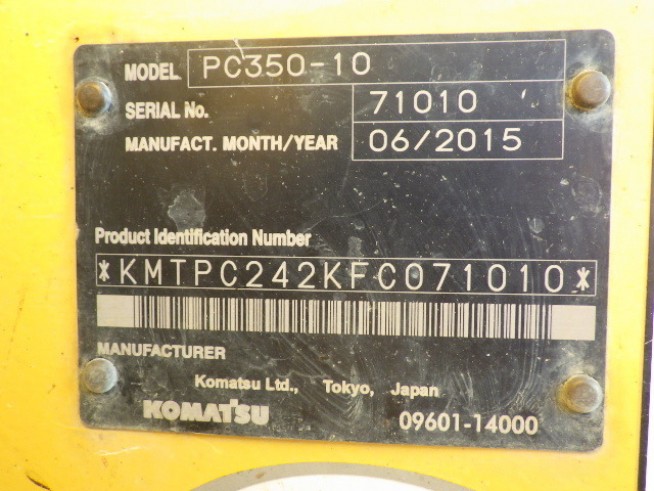 MODEL PC350-10
SERIAL No. 71010
MANUFACT. MONTH/YEAR 06/2015
Product Identification Number
*KMTPC242KFC071010*
MANUFACTURER
Komatsu Ltd., Tokyo, Japan
KOMATSU 09601-14000